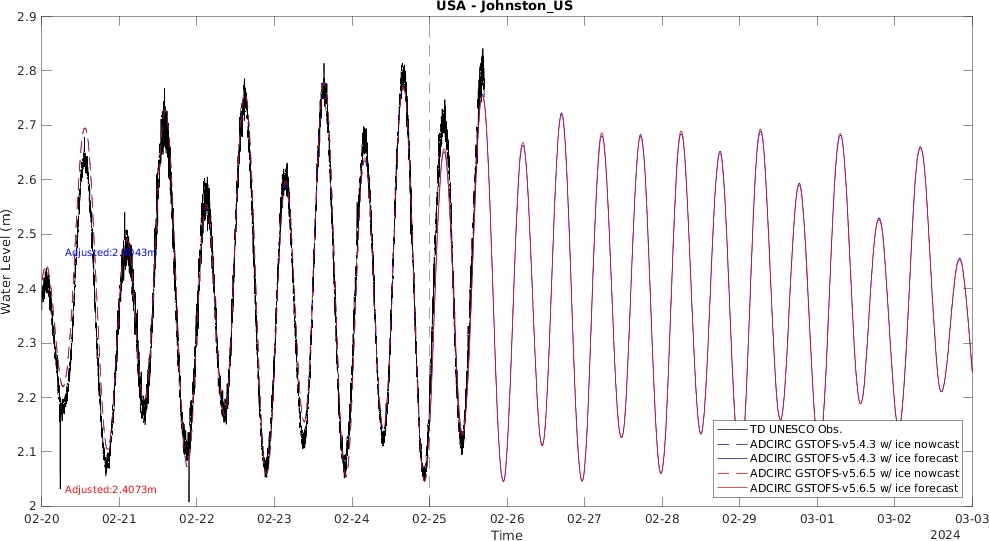 USA - Johnston_US
Water Level (m)
2.9
2.8
2.7
2.6
2.5
2.4
2.3
2.2
2.1
2
Adjusted:2.4073m
TD UNESCO Obs.
ADCIRC GSTOFS-v5.4.3 w/ ice nowcast
ADCIRC GSTOFS-v5.4.3 w/ ice forecast
ADCIRC GSTOFS-v5.6.5 w/ ice nowcast
ADCIRC GSTOFS-v5.6.5 w/ ice forecast
02-20 02-21 02-22 02-23 02-24 02-25 02-26 02-27 02-28 02-29 03-01 03-02 03-03
Time
2024